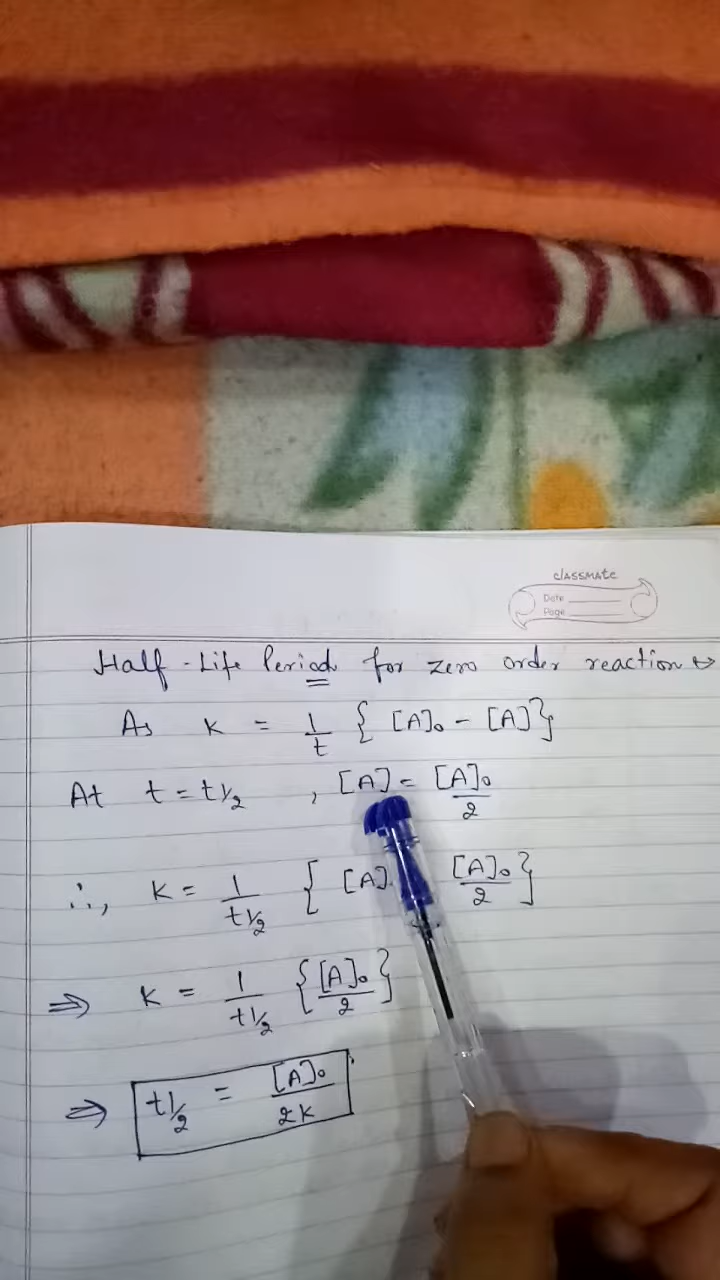 classmate
Date
Page
Half-Life Period for zero order reaction ↔
As K = 1/t { [A]₀ - [A] }
At t = t1/2 , [A] = [A]₀/2
∴, K = 1/t1/2 { [A] [A]₀/2 }
⇒ K = 1/t1/2 { [A]₀/2 }
⇒ t1/2 = [A]₀/2K